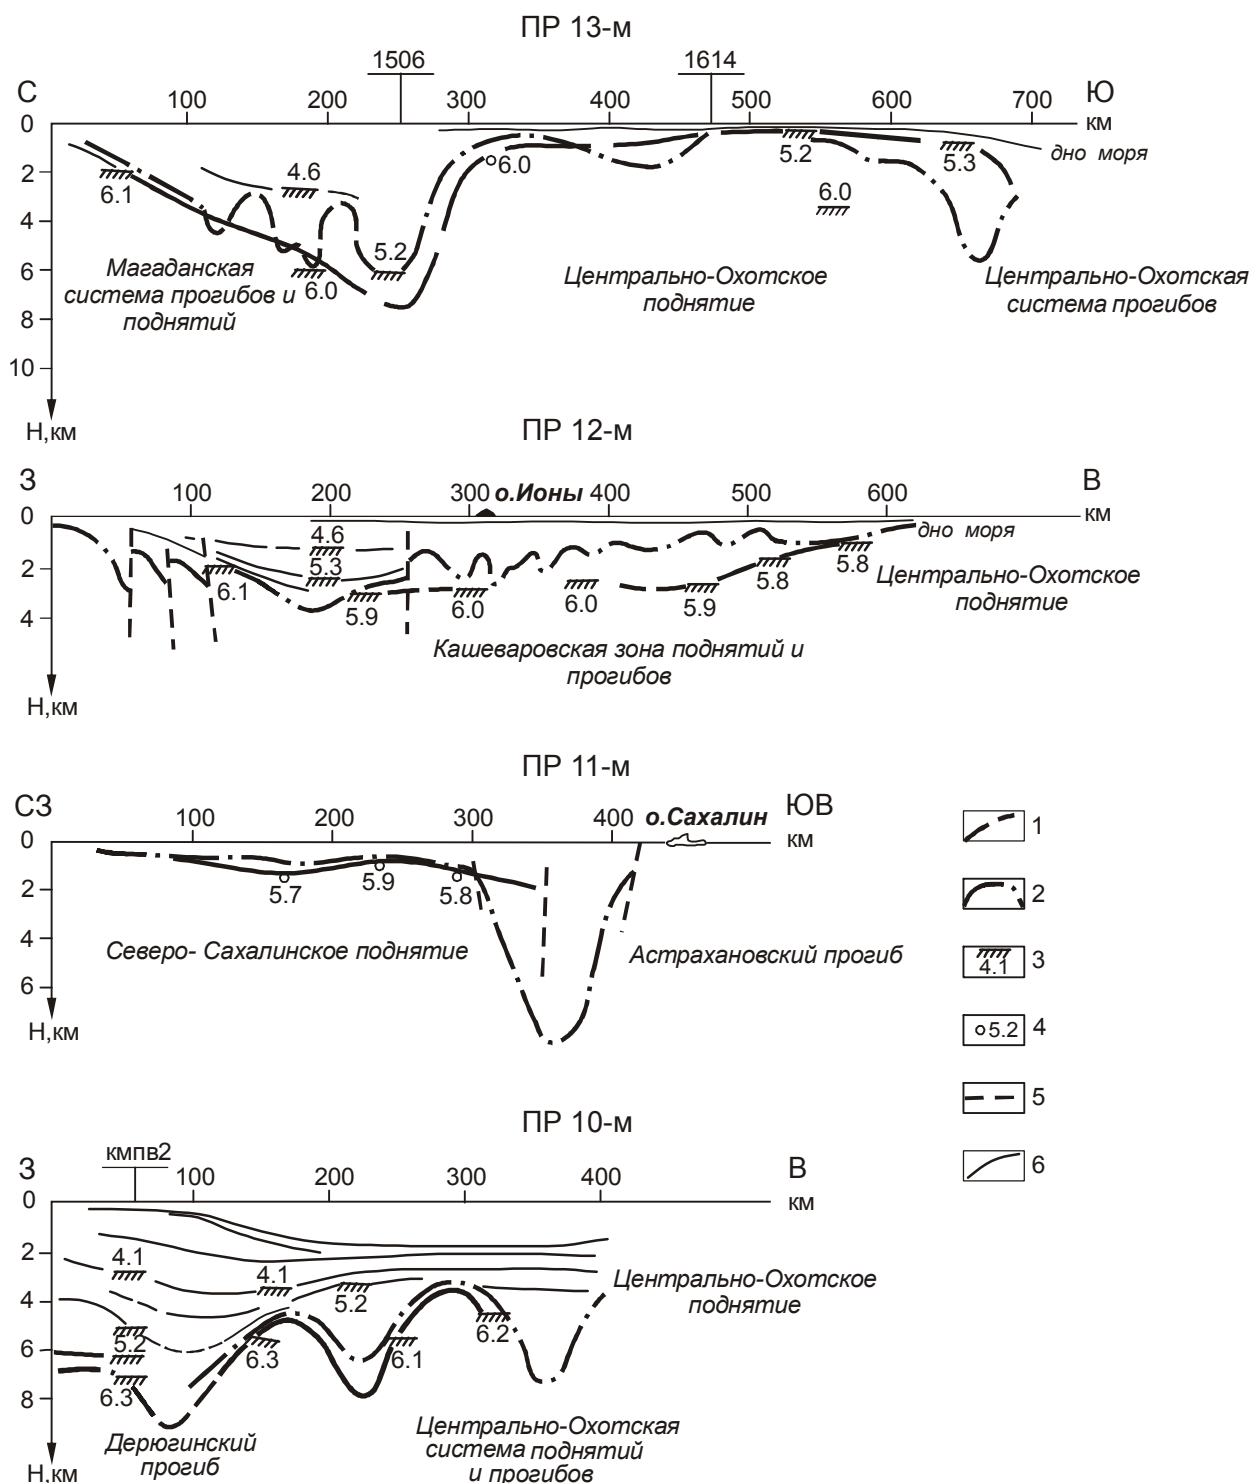 ПР 13-м
1506
1614
С
100
200
300
400
500
600
700
Ю
км
0
2
4
6
8
10
Н,км
6.1
4.6
6.0
5.2
6.0
5.2
6.0
5.3
дно моря
Магаданская
система прогибов и
поднятий
Центрально-Охотское
поднятие
Центрально-Охотская
система прогибов
ПР 12-м
З
100
200
300
о.Ионы
400
500
600
В
км
0
2
4
Н,км
4.6
5.3
6.1
5.9
6.0
6.0
5.9
5.8
5.8
дно моря
Центрально-Охотское
поднятие
Кашеваровская зона поднятий и
прогибов
ПР 11-м
СЗ
100
200
300
400
о.Сахалин
ЮВ
км
0
2
4
6
Н,км
5.7
5.9
5.8
Северо- Сахалинское поднятие
Астрахановский прогиб
1
2
4.1
3
5.2
4
5
6
ПР 10-м
кмпв2
З
100
200
300
400
В
км
0
2
4
6
8
Н,км
4.1
4.1
5.2
5.2
6.3
6.3
6.1
6.2
Центрально-Охотское
поднятие
Дерюгинский
прогиб
Центрально-Охотская
система поднятий
и прогибов